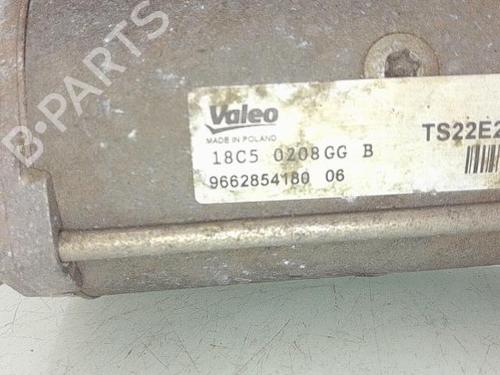 B-PARTS
Valeo
MADE IN POLAND
TS22E2
18C5 0208GG B
9662854180 06